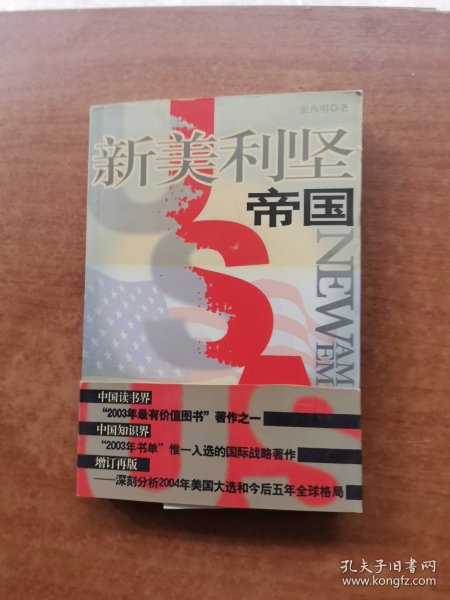 张西明◎著
新美利坚
帝国
NEW
AM
EM
USA
US
中国读书界
“2003年最有价值图书”著作之一
中国知识界
“2003年书单”惟一入选的国际战略著作
增订再版
——深刻分析2004年美国大选和今后五年全球格局
孔夫子旧书网
www.kongfz.com